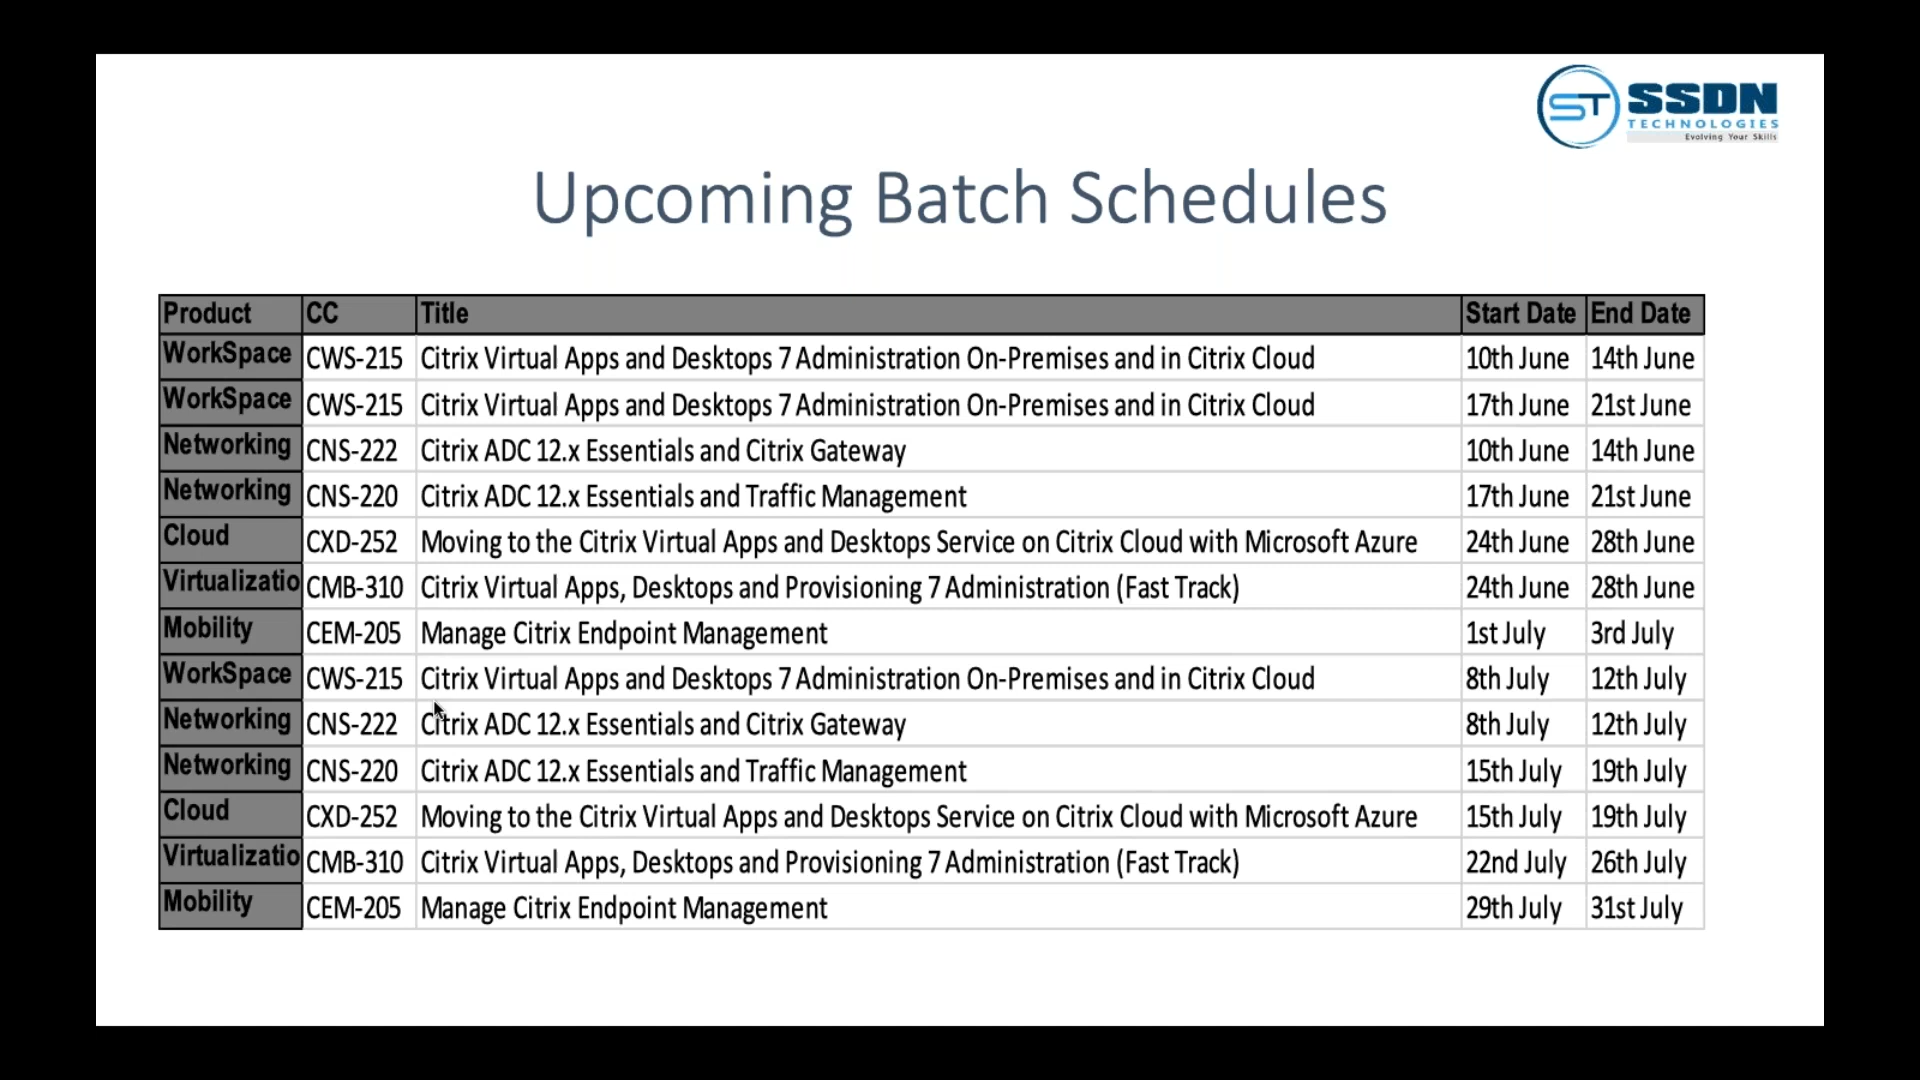 ST SSDN
TECHNOLOGIES
Evolving Your Skills
Upcoming Batch Schedules
Product CC Title Start Date End Date
WorkSpace CWS-215 Citrix Virtual Apps and Desktops 7 Administration On-Premises and in Citrix Cloud 10th June 14th June
WorkSpace CWS-215 Citrix Virtual Apps and Desktops 7 Administration On-Premises and in Citrix Cloud 17th June 21st June
Networking CNS-222 Citrix ADC 12.x Essentials and Citrix Gateway 10th June 14th June
Networking CNS-220 Citrix ADC 12.x Essentials and Traffic Management 17th June 21st June
Cloud CXD-252 Moving to the Citrix Virtual Apps and Desktops Service on Citrix Cloud with Microsoft Azure 24th June 28th June
Virtualizatio CMB-310 Citrix Virtual Apps, Desktops and Provisioning 7 Administration (Fast Track) 24th June 28th June
Mobility CEM-205 Manage Citrix Endpoint Management 1st July 3rd July
WorkSpace CWS-215 Citrix Virtual Apps and Desktops 7 Administration On-Premises and in Citrix Cloud 8th July 12th July
Networking CNS-222 Citrix ADC 12.x Essentials and Citrix Gateway 8th July 12th July
Networking CNS-220 Citrix ADC 12.x Essentials and Traffic Management 15th July 19th July
Cloud CXD-252 Moving to the Citrix Virtual Apps and Desktops Service on Citrix Cloud with Microsoft Azure 15th July 19th July
Virtualizatio CMB-310 Citrix Virtual Apps, Desktops and Provisioning 7 Administration (Fast Track) 22nd July 26th July
Mobility CEM-205 Manage Citrix Endpoint Management 29th July 31st July